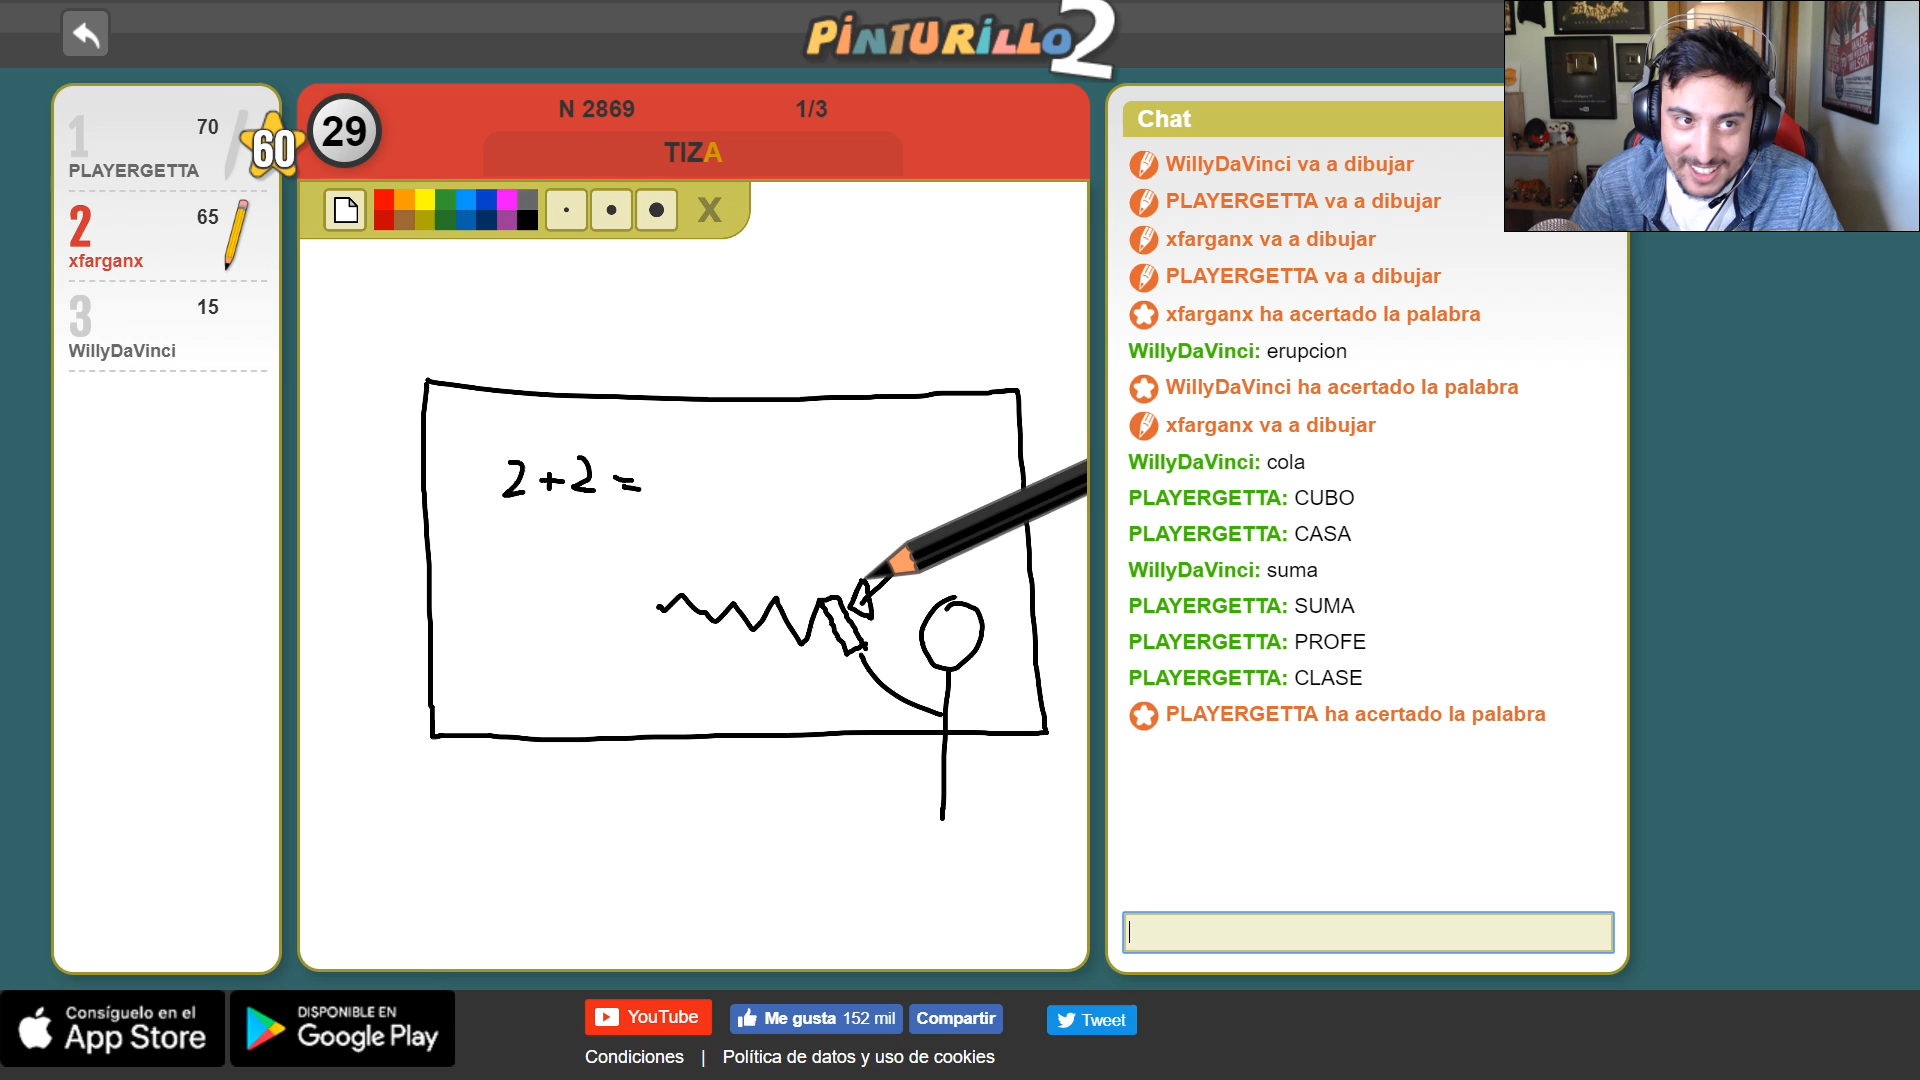 PiNTURiLLO2
1
70
60
PLAYERGETTA
2
65
xfarganx
3
15
WillyDaVinci
29
N 2869
1/3
TIZA
X
2+2=
Chat
WillyDaVinci va a dibujar
PLAYERGETTA va a dibujar
xfarganx va a dibujar
PLAYERGETTA va a dibujar
xfarganx ha acertado la palabra
WillyDaVinci: erupcion
WillyDaVinci ha acertado la palabra
xfarganx va a dibujar
WillyDaVinci: cola
PLAYERGETTA: CUBO
PLAYERGETTA: CASA
WillyDaVinci: suma
PLAYERGETTA: SUMA
PLAYERGETTA: PROFE
PLAYERGETTA: CLASE
PLAYERGETTA ha acertado la palabra
WADE
WILSON
Consíguelo en el
App Store
DISPONIBLE EN
Google Play
YouTube
Me gusta 152 mil
Compartir
Tweet
Condiciones | Política de datos y uso de cookies